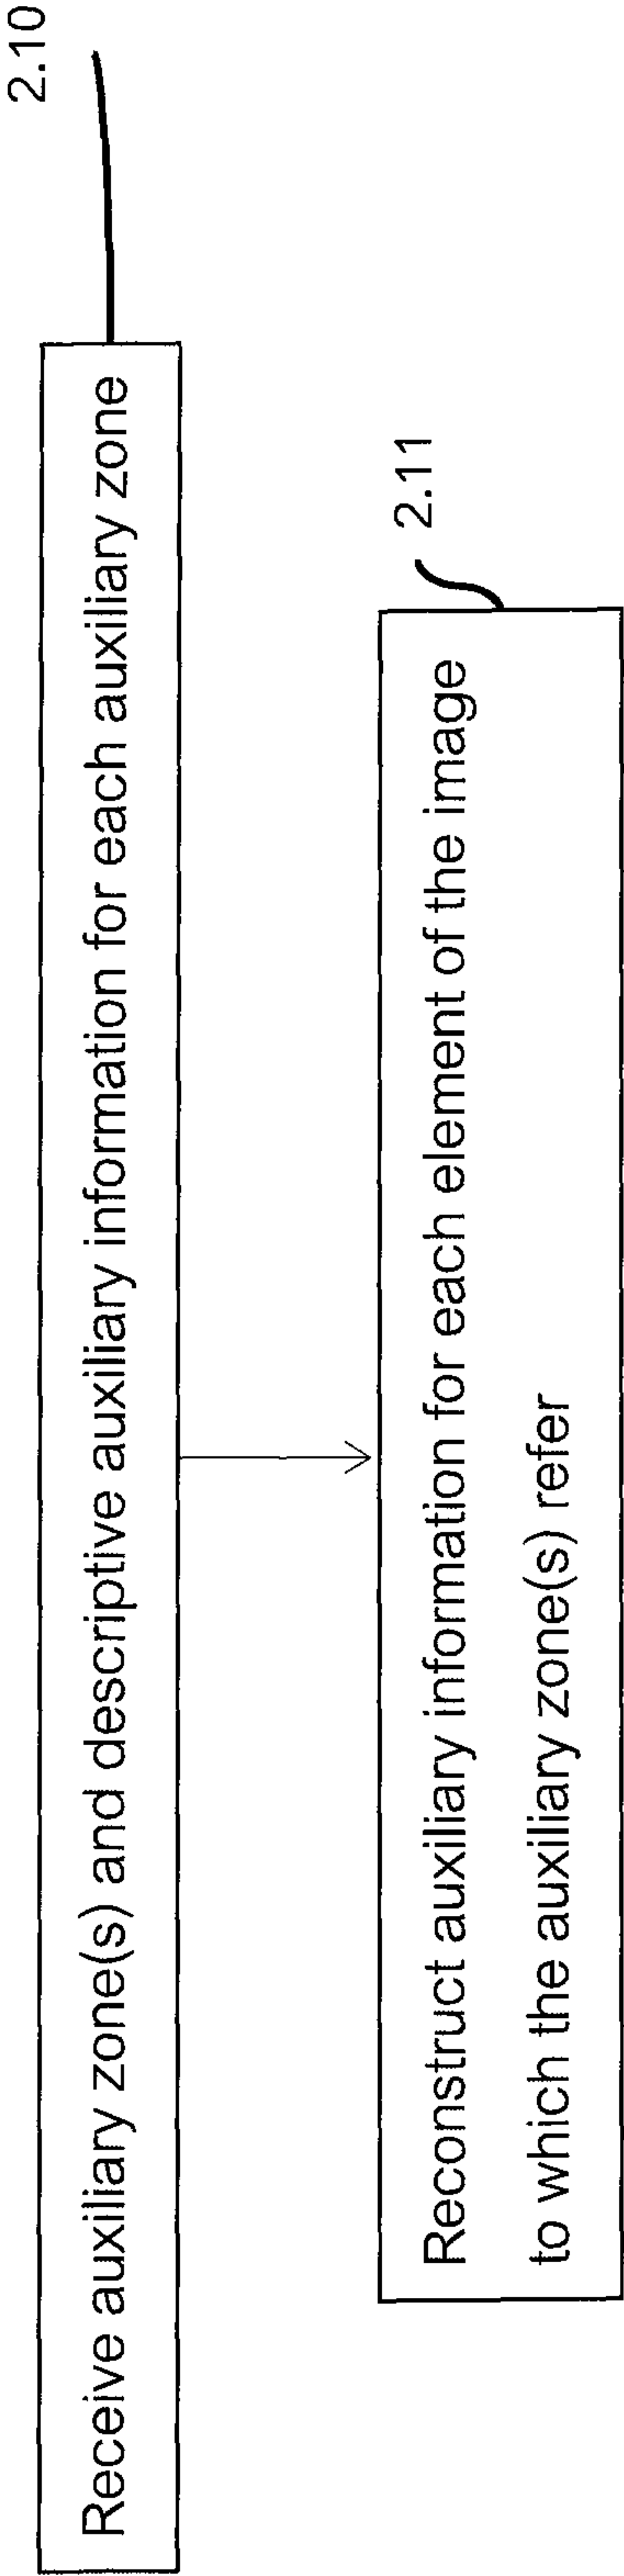 2.10
Receive auxiliary zone(s) and descriptive auxiliary information for each auxiliary zone
2.11
Reconstruct auxiliary information for each element of the image
to which the auxiliary zone(s) refer